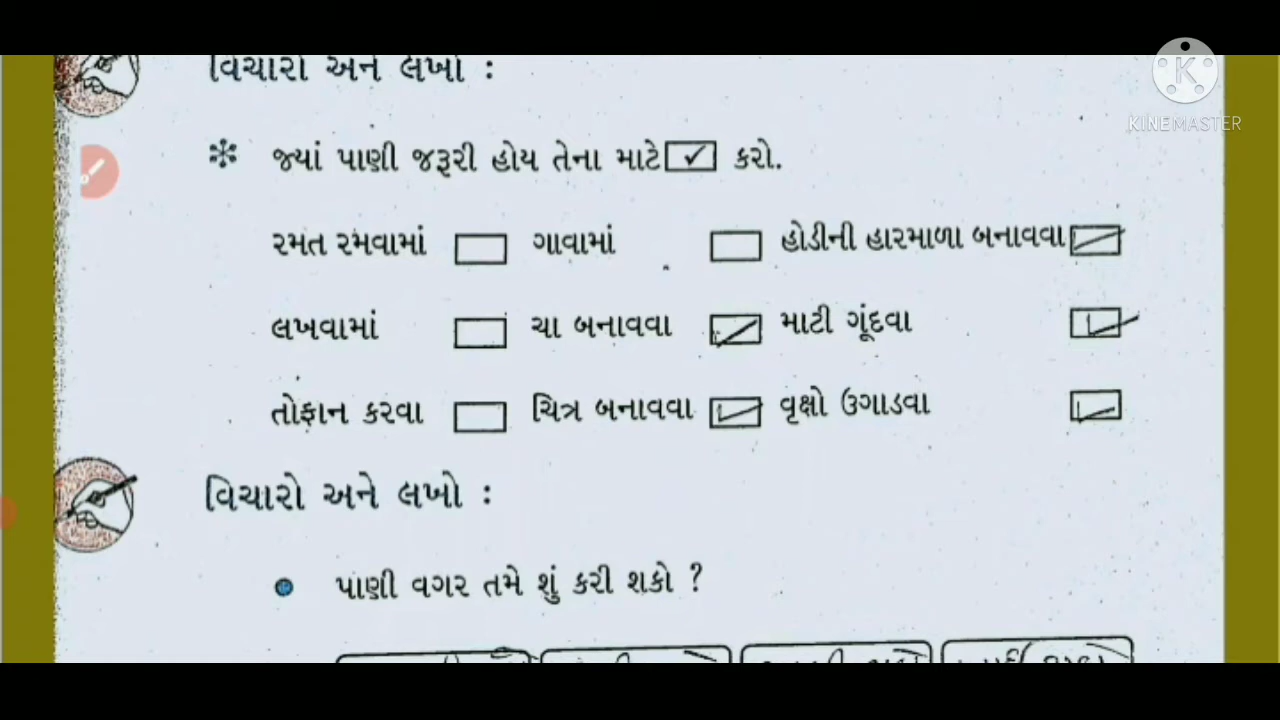 વિચારો અને લખો :
KINEMASTER
* જ્યાં પાણી જરૂરી હોય તેના માટે ☑ કરો.
રમત રમવામાં ☐ ગાવામાં ☐ હોડીની હારમાળા બનાવવા ☑
લખવામાં ☐ ચા બનાવવા ☑ માટી ગૂંદવા ☑
તોફાન કરવા ☐ ચિત્ર બનાવવા ☑ વૃક્ષો ઉગાડવા ☑
વિચારો અને લખો :
● પાણી વગર તમે શું કરી શકો ?